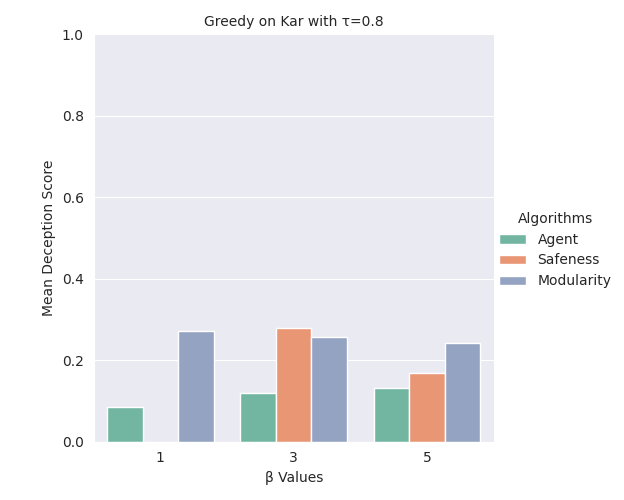 Greedy on Kar with τ=0.8
1.0
0.8
0.6
0.4
0.2
0.0
Mean Deception Score
1
3
5
β Values
Algorithms
Agent
Safeness
Modularity